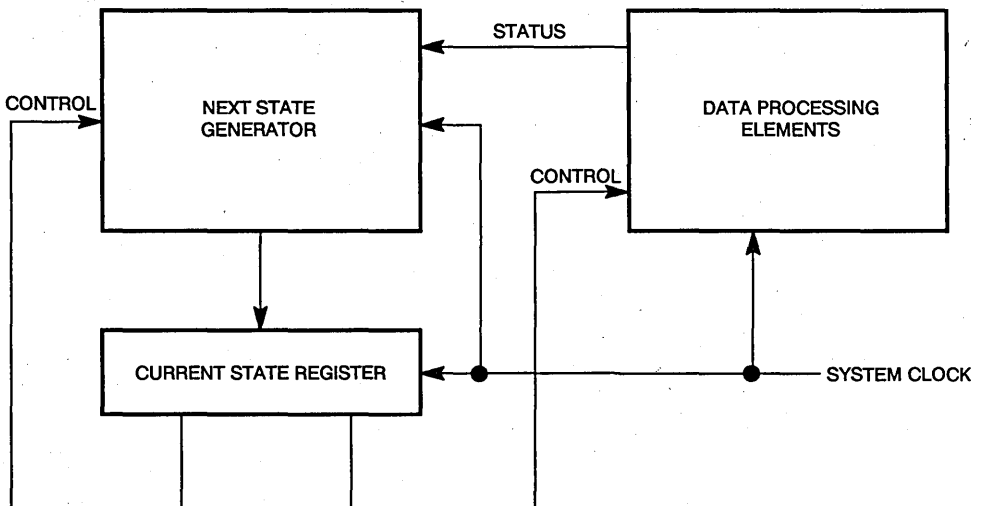 STATUS
CONTROL
NEXT STATE
GENERATOR
DATA PROCESSING
ELEMENTS
CONTROL
CURRENT STATE REGISTER
SYSTEM CLOCK